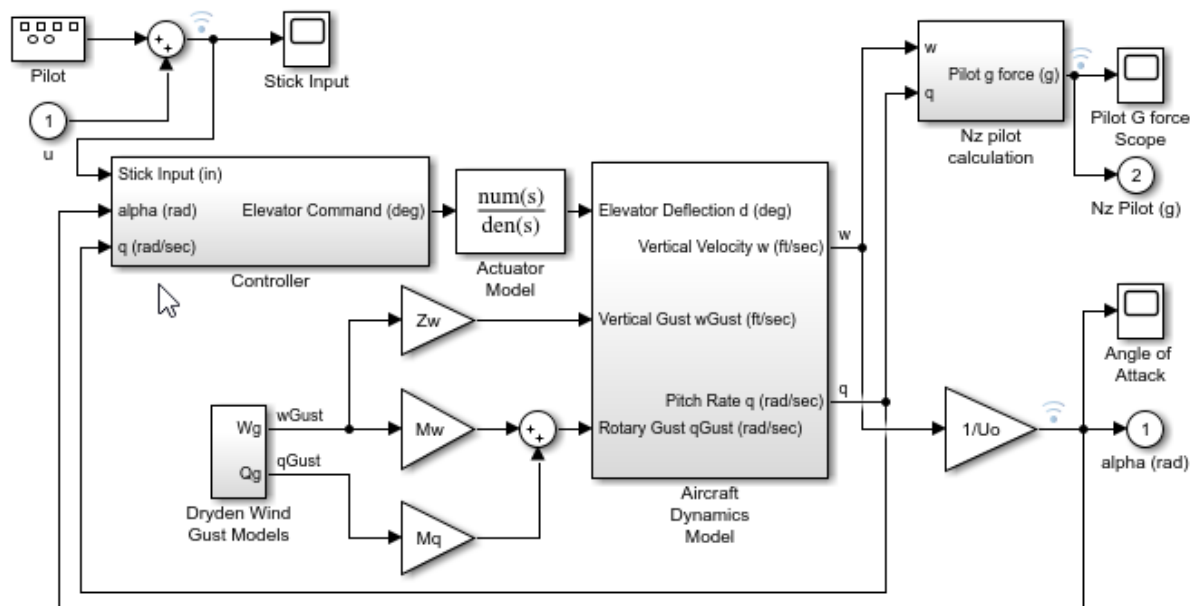 Pilot
Stick Input
1
u
Stick Input (in)
alpha (rad)
q (rad/sec)
Elevator Command (deg)
Controller
num(s)
den(s)
Actuator
Model
Elevator Deflection d (deg)
Vertical Velocity w (ft/sec)
Vertical Gust wGust (ft/sec)
Pitch Rate q (rad/sec)
Rotary Gust qGust (rad/sec)
Aircraft
Dynamics
Model
w
q
w
q
Pilot g force (g)
Nz pilot
calculation
Pilot G force
Scope
2
Nz Pilot (g)
Zw
Mw
Mq
Wg
Qg
wGust
qGust
Dryden Wind
Gust Models
1/Uo
Angle of
Attack
1
alpha (rad)